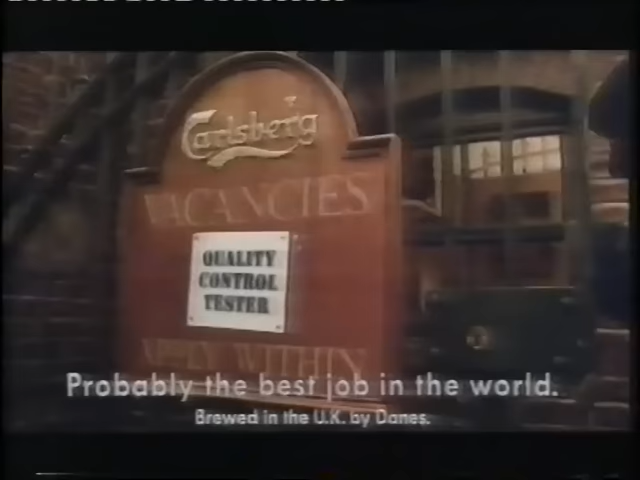 Carlsberg
VACANCIES
QUALITY
CONTROL
TESTER
APPLY WITHIN
Probably the best job in the world.
Brewed in the U.K. by Danes.